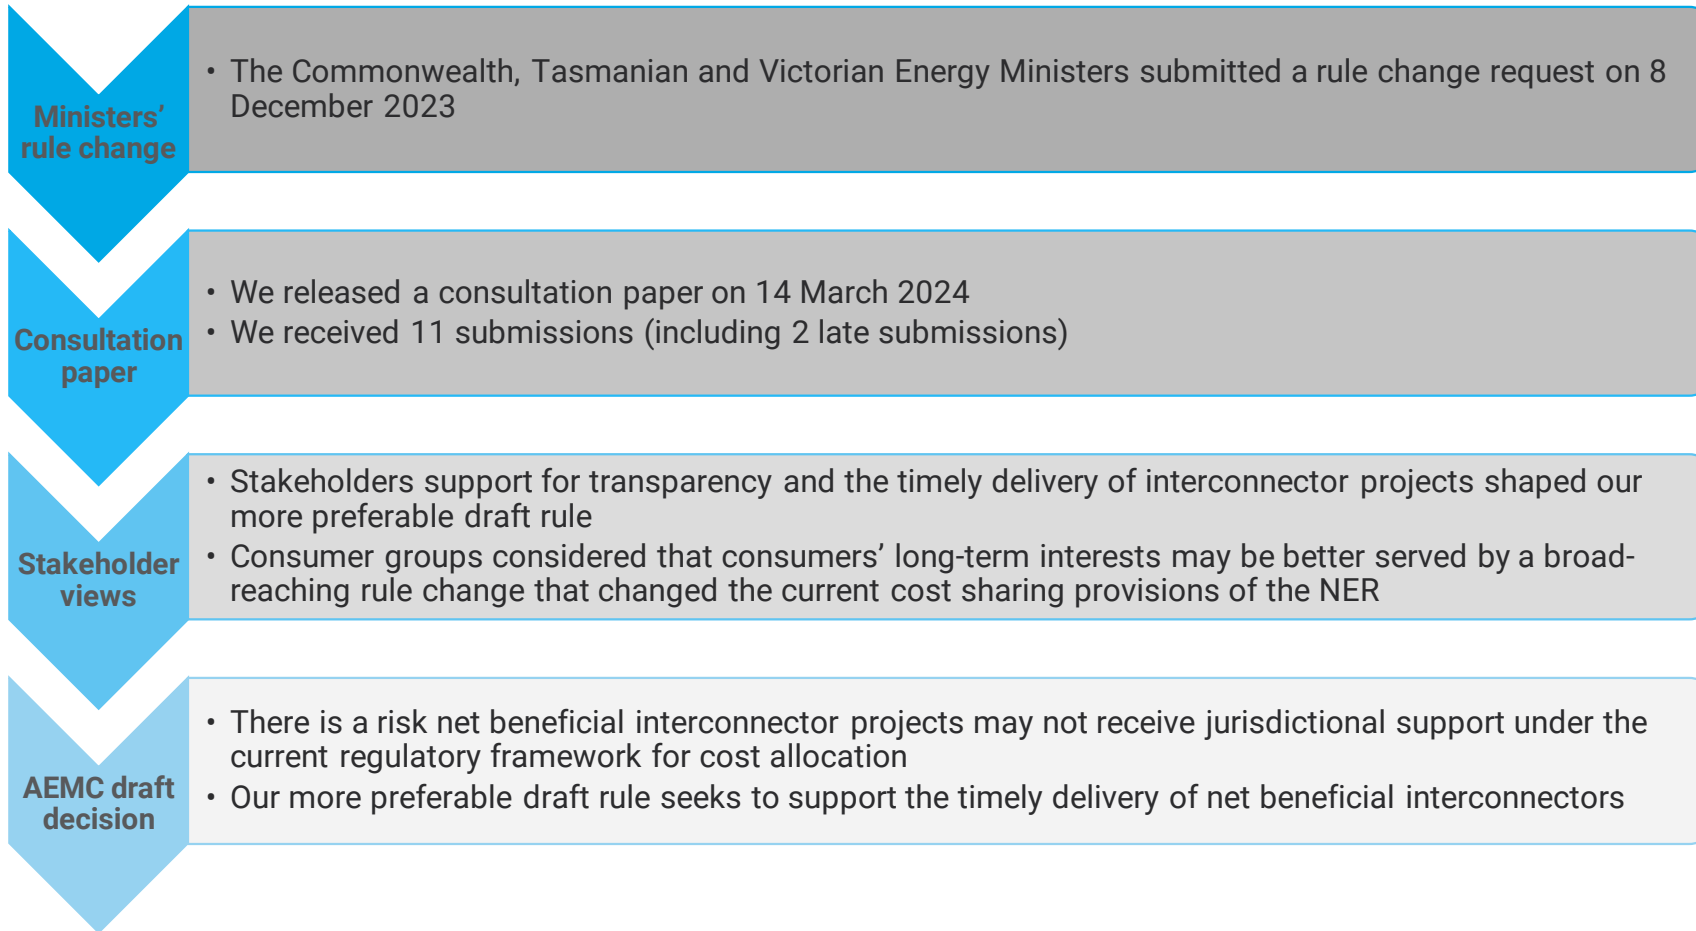 Ministers’
rule change
• The Commonwealth, Tasmanian and Victorian Energy Ministers submitted a rule change request on 8
December 2023
Consultation
paper
• We released a consultation paper on 14 March 2024
• We received 11 submissions (including 2 late submissions)
Stakeholder
views
• Stakeholders support for transparency and the timely delivery of interconnector projects shaped our
more preferable draft rule
• Consumer groups considered that consumers’ long-term interests may be better served by a broad-
reaching rule change that changed the current cost sharing provisions of the NER
AEMC draft
decision
• There is a risk net beneficial interconnector projects may not receive jurisdictional support under the
current regulatory framework for cost allocation
• Our more preferable draft rule seeks to support the timely delivery of net beneficial interconnectors